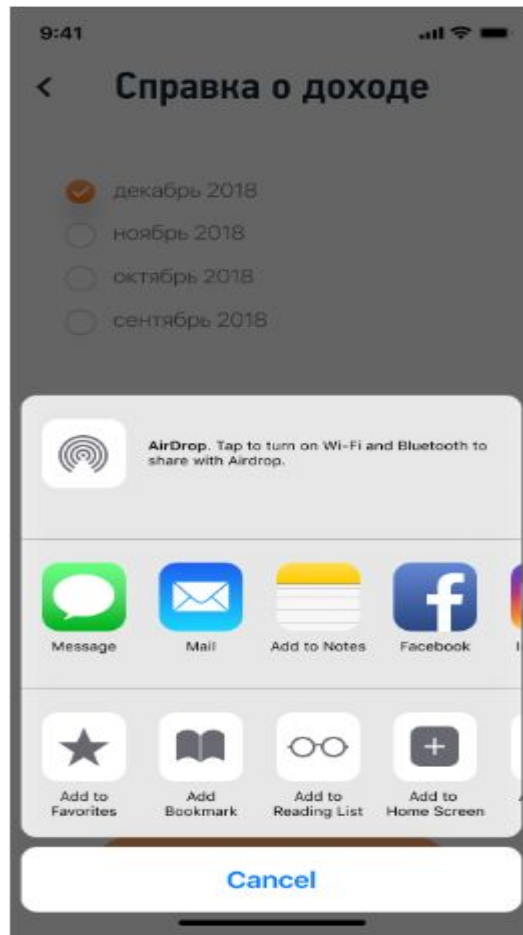 9:41
Справка о доходе
декабрь 2018
ноябрь 2018
октябрь 2018
сентябрь 2018
AirDrop. Tap to turn on Wi-Fi and Bluetooth to
share with Airdrop.
Message Mail Add to Notes Facebook
Add to Favorites Add Bookmark Add to Reading List Add to Home Screen
Cancel